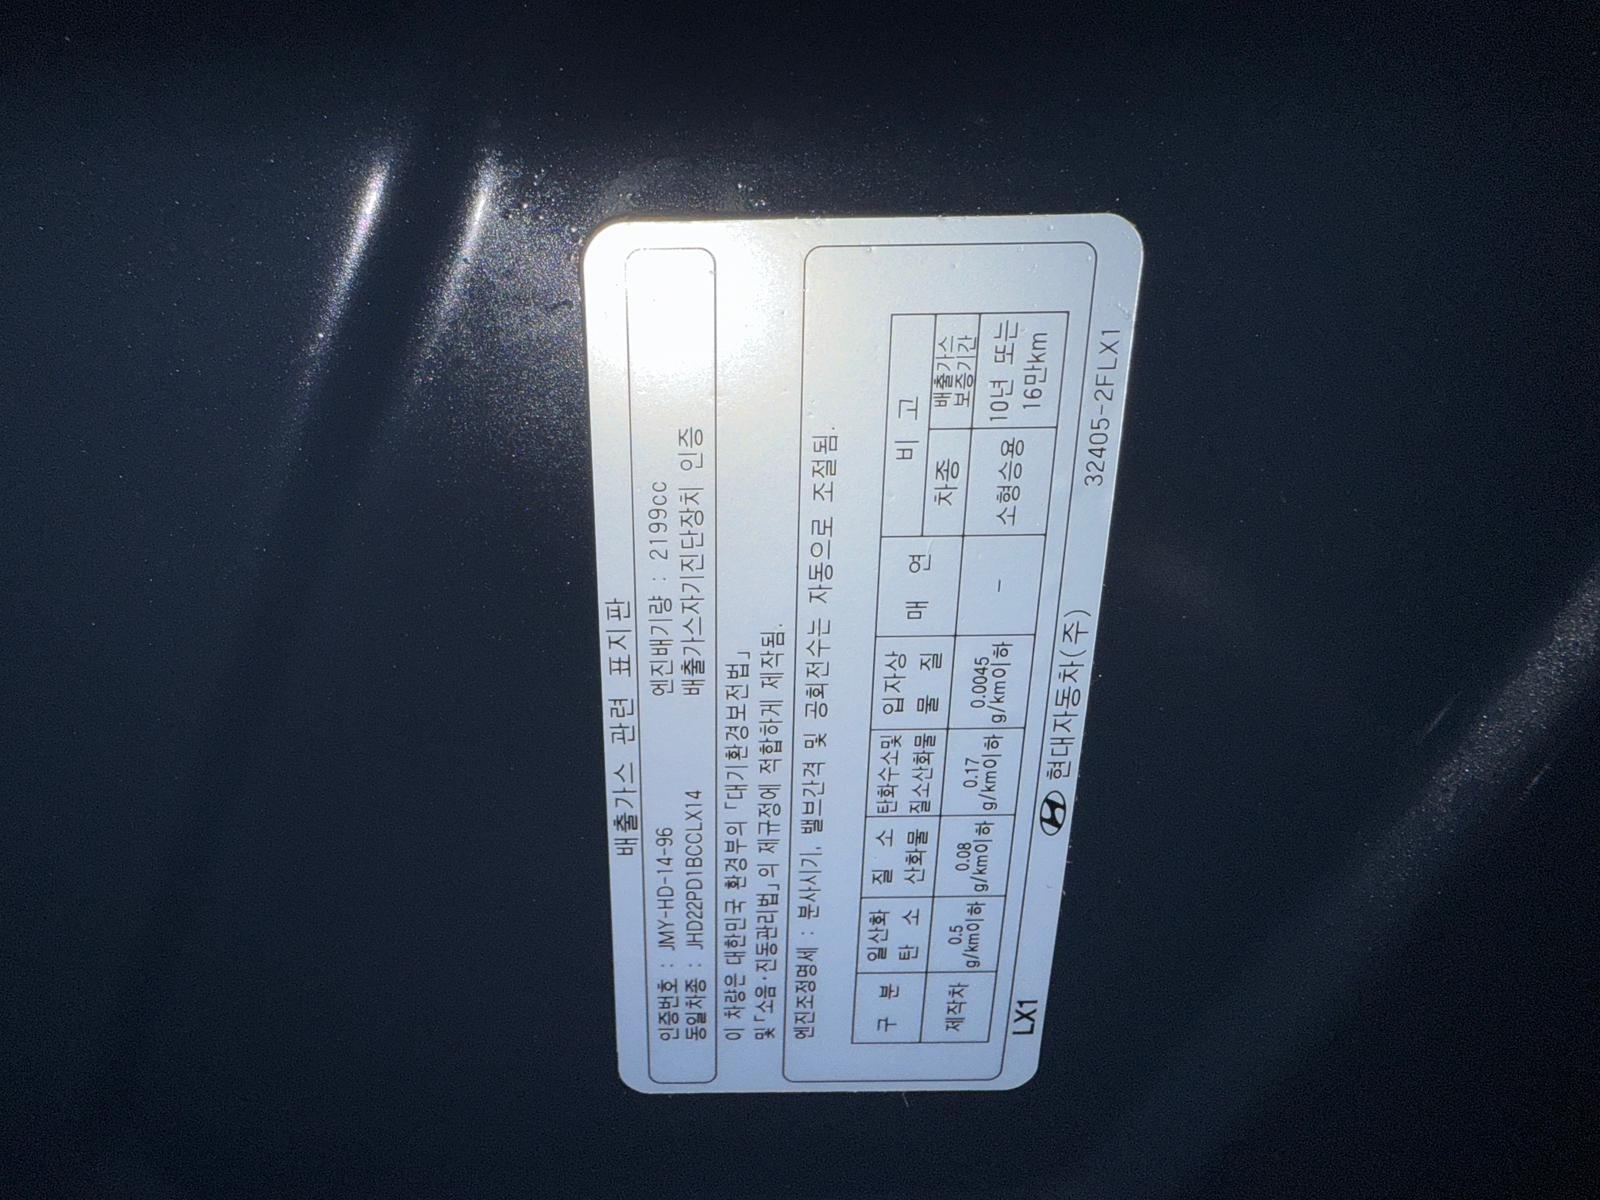 배출가스 관련 표지판
인증번호 : JMY-HD-14-96 엔진배기량 : 2199cc
동일차종 : JHD22PD1BCCLX14 배출가스자기진단장치 인증
이 차량은 대한민국 환경부의 「대기환경보전법」
및 「소음·진동관리법」의 제규정에 적합하게 제작됨.
엔진조정명세 : 분사시기, 밸브간격 및 공회전수는 자동으로 조절됨.
구 분 일산화탄 소 질 소산화물 탄화수소및질소산화물 입자상물 질 매 연 비 고
차종 배출가스보증기간
제작차 0.5g/km이하 0.08g/km이하 0.17g/km이하 0.0045g/km이하 - 소형승용 10년 또는 16만km
LX1 현대자동차(주) 32405-2FLX1